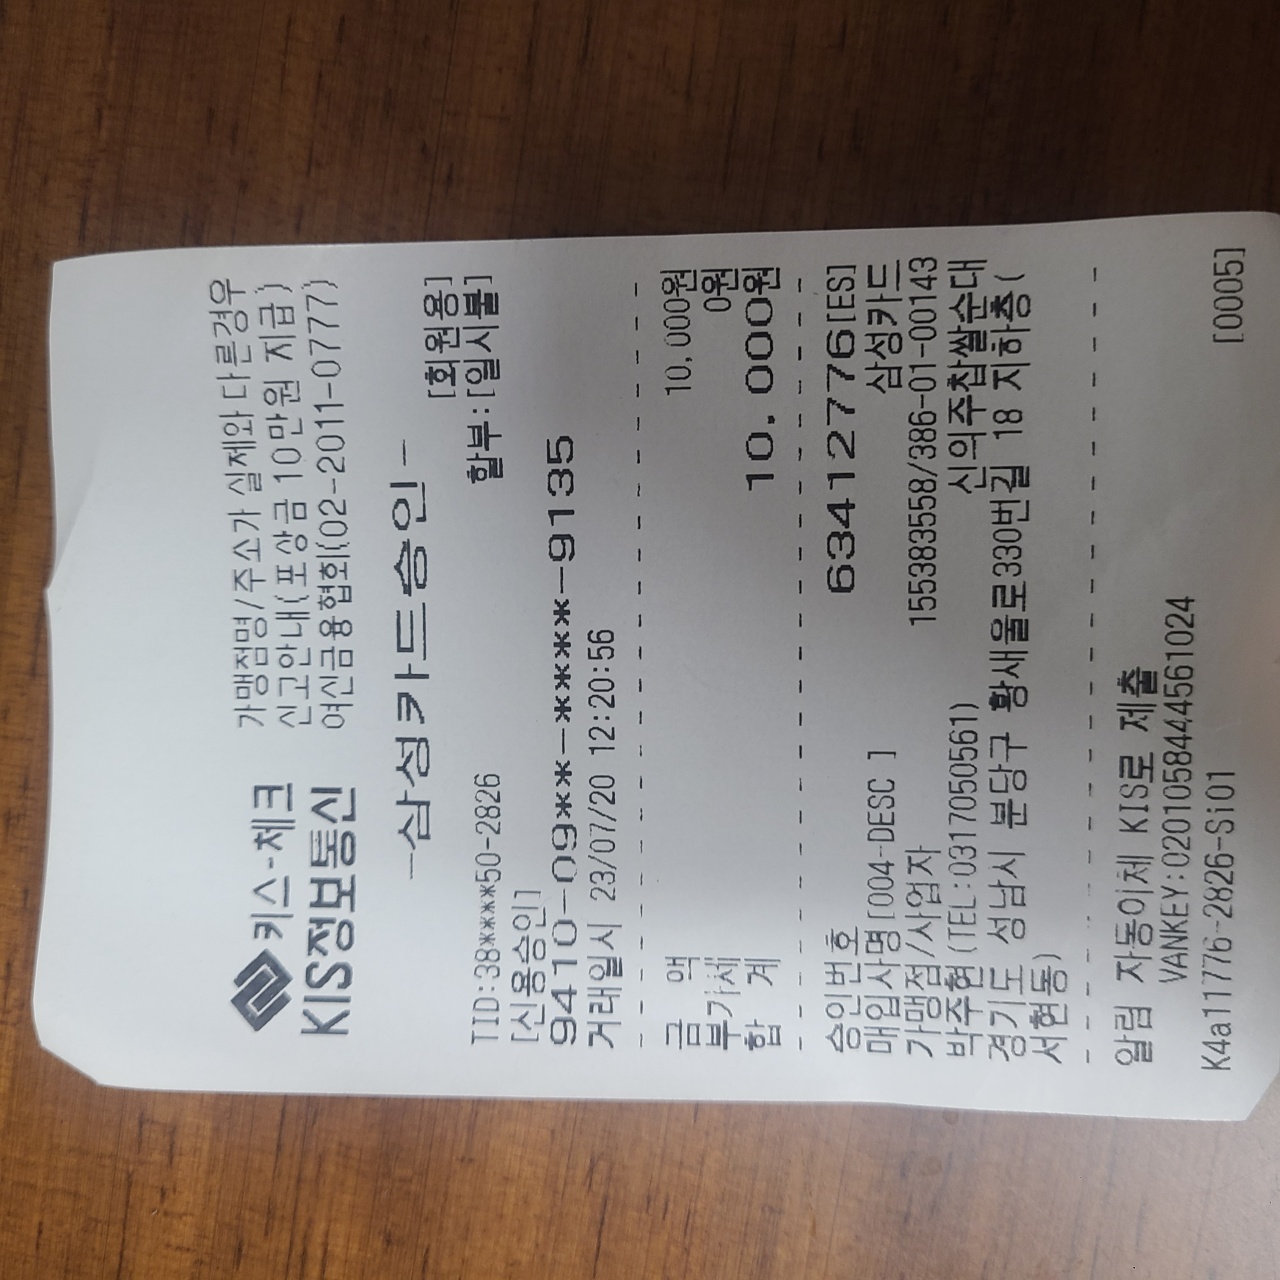 키스-체크 가맹점명/주소가 실제와 다른경우
신고안내(포상금 10만원 지급)
KIS정보통신 여신금융협회(02-2011-0777)
-삼성카드승인-
[회원용]
TID:38****50-2826 할부:[일시불]
[신용승인]
9410-09**-****-9135
거래일시 23/07/20 12:20:56
금 액 10,000원
부가세 0원
합 계 10.000원
승인번호 63412776[ES]
매입사명[004-DESC ] 삼성카드
가맹점/사업자 155383558/386-01-00143
박주현(TEL:0317050561) 신의주찹쌀순대
경기도 성남시 분당구 황새울로330번길 18 지하층(
서현동)
알림 자동이체 KIS로 제출
VANKEY:0201058444561024
K4a11776-2826-Si01 [0005]